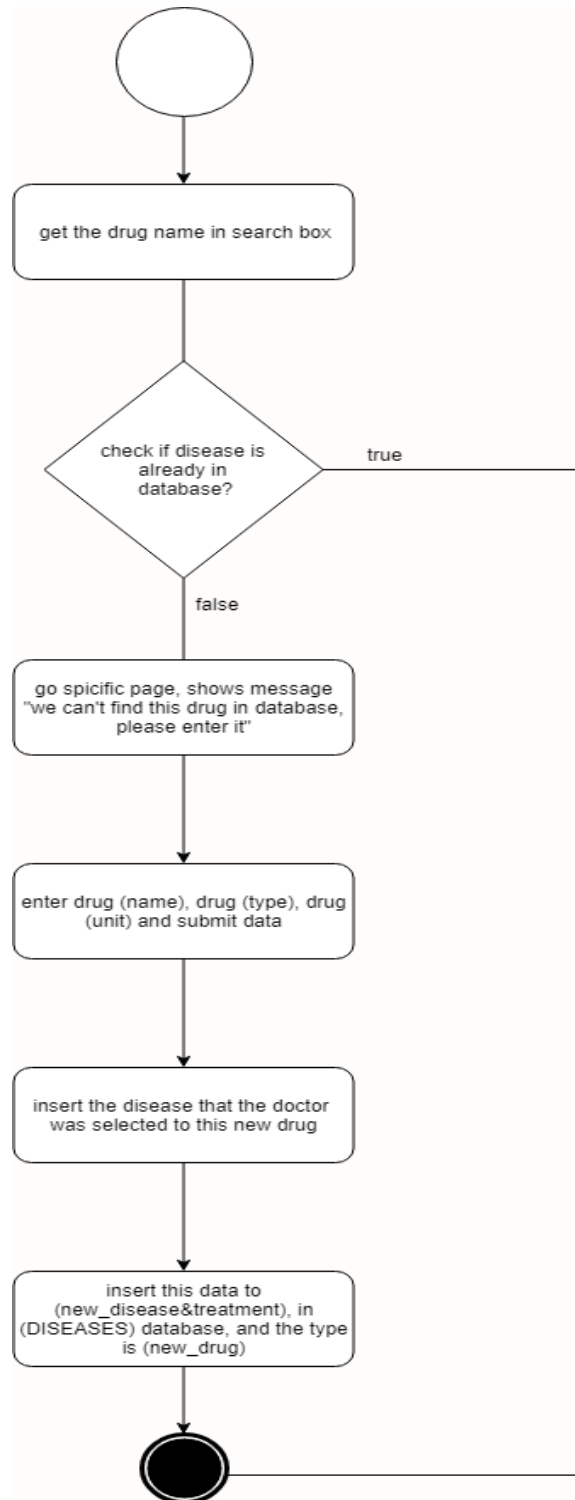 get the drug name in search box
check if disease is
already in
database?
true
false
go spicific page, shows message
"we can't find this drug in database,
please enter it"
enter drug (name), drug (type), drug
(unit) and submit data
insert the disease that the doctor
was selected to this new drug
insert this data to
(new_disease&treatment), in
(DISEASES) database, and the type
is (new_drug)